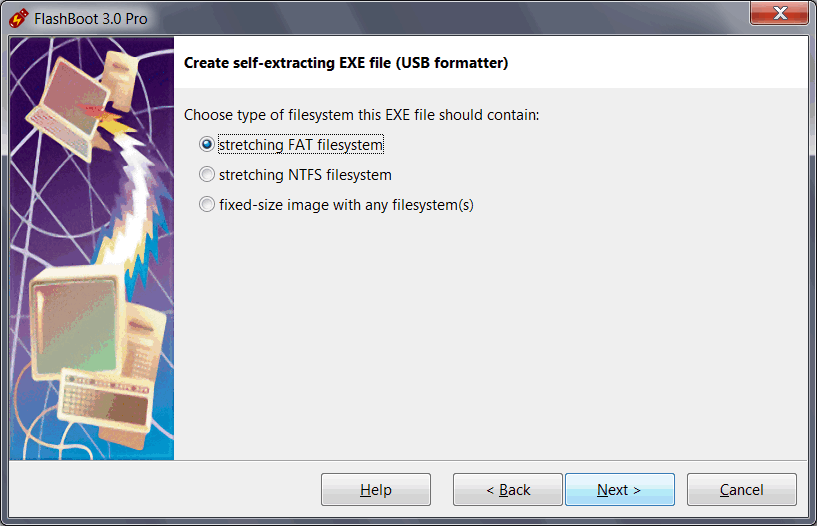 FlashBoot 3.0 Pro
Create self-extracting EXE file (USB formatter)
Choose type of filesystem this EXE file should contain:
stretching FAT filesystem
stretching NTFS filesystem
fixed-size image with any filesystem(s)
Help
< Back
Next >
Cancel